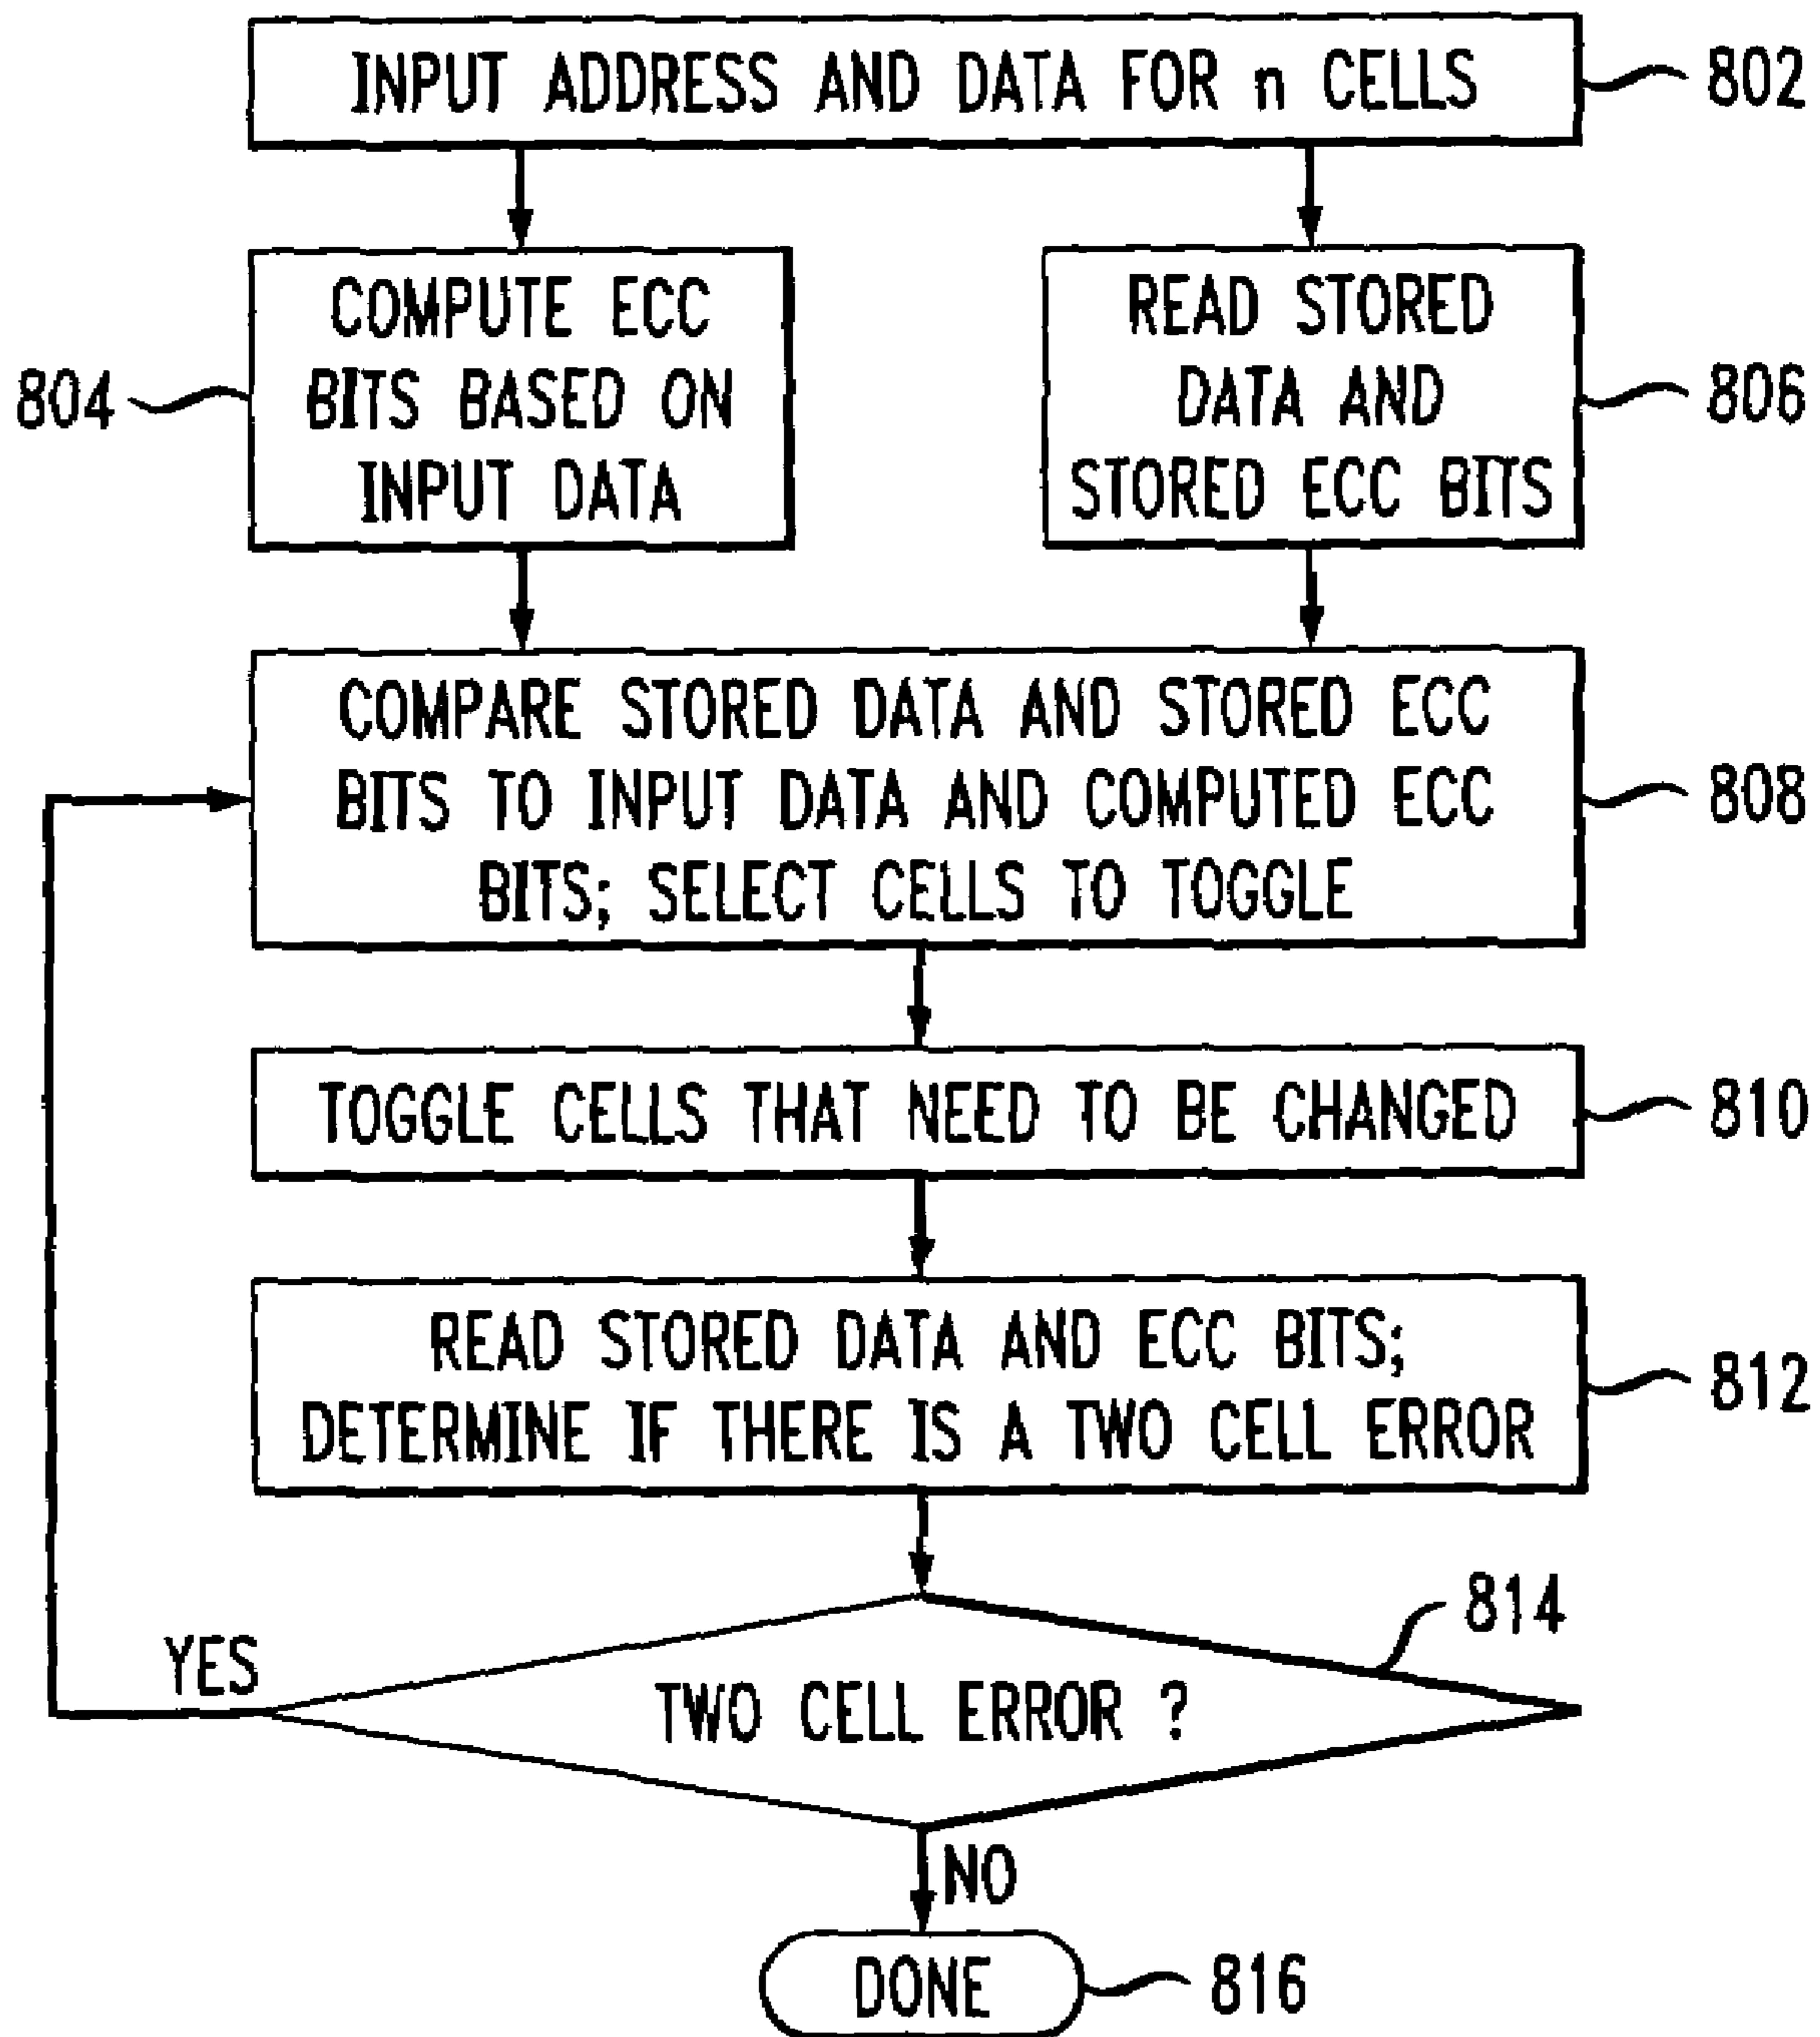 INPUT ADDRESS AND DATA FOR n CELLS
802
COMPUTE ECC
BITS BASED ON
INPUT DATA
804
READ STORED
DATA AND
STORED ECC BITS
806
COMPARE STORED DATA AND STORED ECC
BITS TO INPUT DATA AND COMPUTED ECC
BITS; SELECT CELLS TO TOGGLE
808
TOGGLE CELLS THAT NEED TO BE CHANGED
810
READ STORED DATA AND ECC BITS;
DETERMINE IF THERE IS A TWO CELL ERROR
812
814
YES
TWO CELL ERROR ?
NO
DONE
816